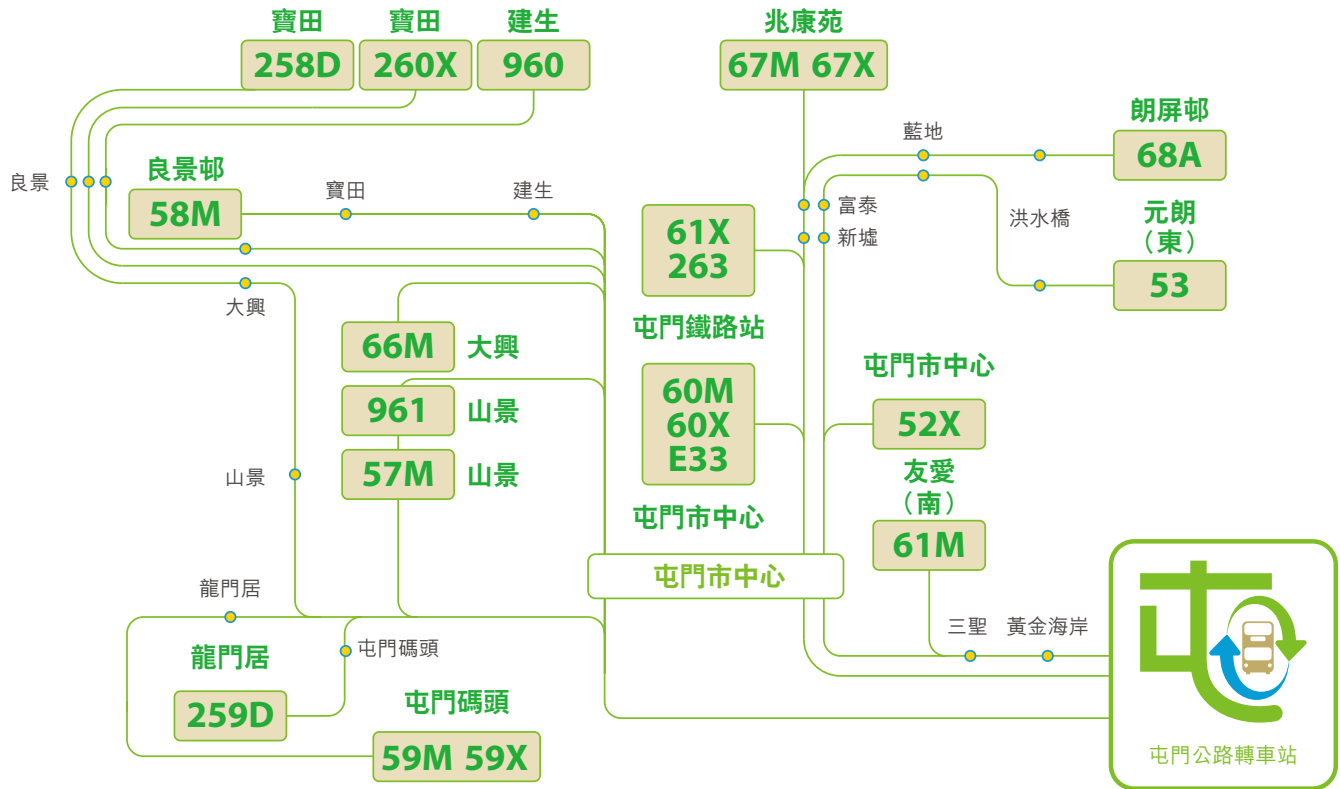 寶田
258D
寶田
260X
建生
960
兆康苑
67M 67X
朗屏邨
68A
藍地
良景
良景邨
58M
寶田
建生
61X
263
屯門鐵路站
富泰
新墟
洪水橋
元朗
（東）
53
大興
66M
大興
961
山景
57M
山景
山景
60M
60X
E33
屯門市中心
屯門市中心
52X
友愛
（南）
61M
屯門市中心
龍門居
龍門居
259D
屯門碼頭
屯門碼頭
59M 59X
三聖
黃金海岸
屯
屯門公路轉車站